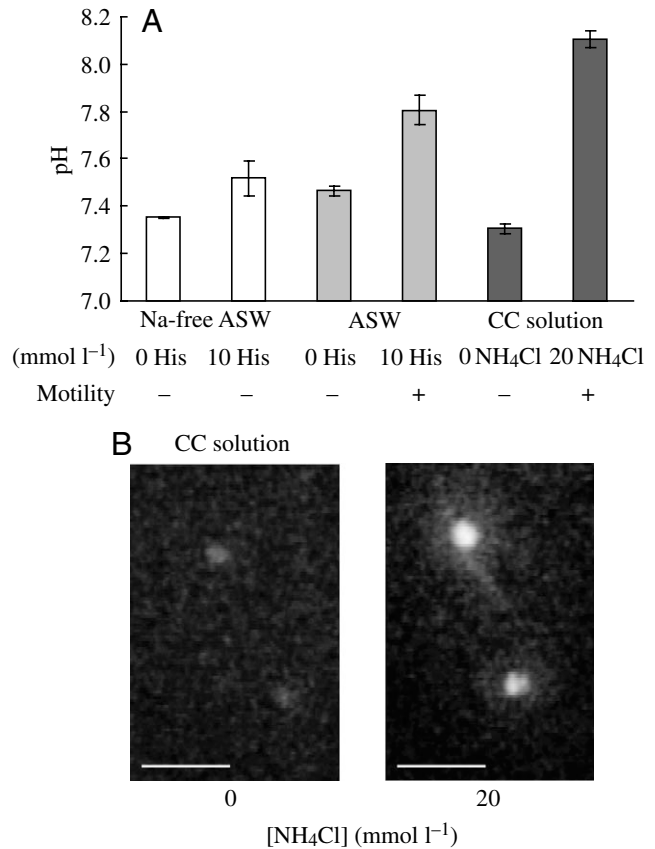 A
8.2
8.0
7.8
7.6
7.4
7.2
7.0
pH
Na-free ASW ASW CC solution
(mmol l⁻¹) 0 His 10 His 0 His 10 His 0 NH₄Cl 20 NH₄Cl
Motility – – – + – +
B CC solution
0 20
[NH₄Cl] (mmol l⁻¹)